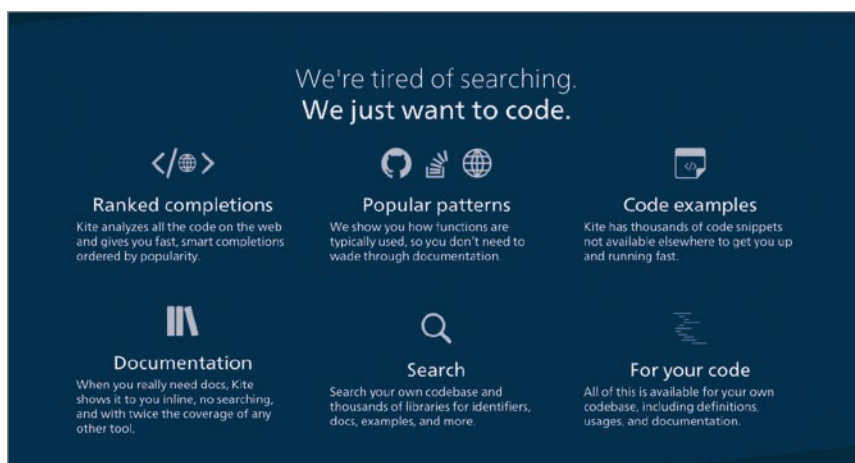 We're tired of searching.
We just want to code.
Ranked completions
Kite analyzes all the code on the web
and gives you fast, smart completions
ordered by popularity.
Popular patterns
We show you how functions are
typically used, so you don't need to
wade through documentation.
Code examples
Kite has thousands of code snippets
not available elsewhere to get you up
and running fast.
Documentation
When you really need docs, Kite
shows it to you inline, no searching,
and with twice the coverage of any
other tool.
Search
Search your own codebase and
thousands of libraries for identifiers,
docs, examples, and more.
For your code
All of this is available for your own
codebase, including definitions,
usages, and documentation.